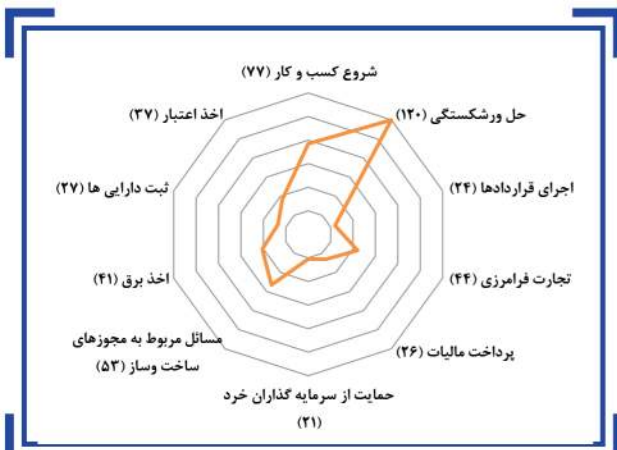 شروع کسب و کار (۷۷)
حل ورشکستگی (۱۲۰)
اخذ اعتبار (۳۷)
اجرای قراردادها (۲۴)
ثبت دارایی ها (۲۷)
تجارت فرامرزی (۴۴)
اخذ برق (۴۱)
پرداخت مالیات (۲۶)
مسائل مربوط به مجوزهای
ساخت وساز (۵۳)
حمایت از سرمایه گذاران خرد
(۲۱)